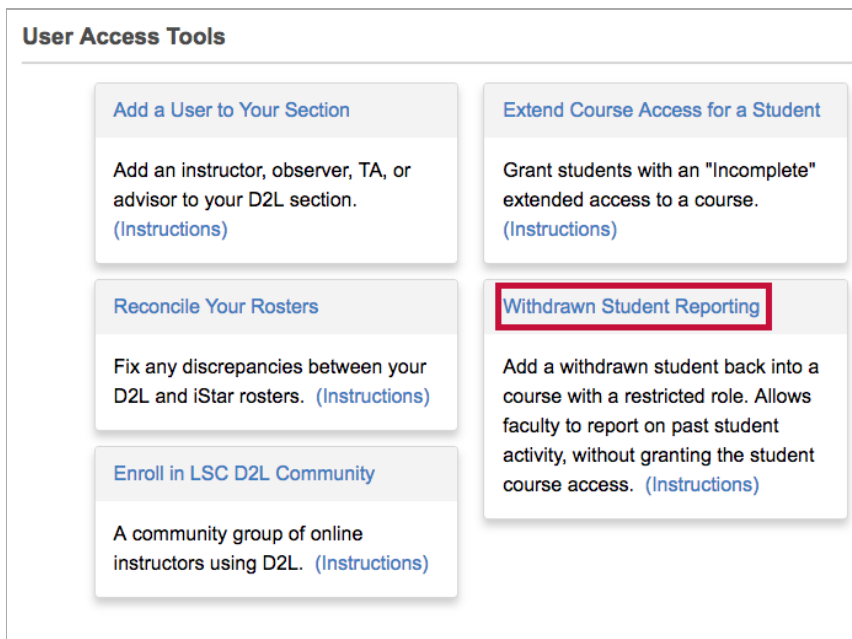 User Access Tools
Add a User to Your Section
Add an instructor, observer, TA, or
advisor to your D2L section.
(Instructions)
Extend Course Access for a Student
Grant students with an "Incomplete"
extended access to a course.
(Instructions)
Reconcile Your Rosters
Fix any discrepancies between your
D2L and iStar rosters. (Instructions)
Withdrawn Student Reporting
Add a withdrawn student back into a
course with a restricted role. Allows
faculty to report on past student
activity, without granting the student
course access. (Instructions)
Enroll in LSC D2L Community
A community group of online
instructors using D2L. (Instructions)